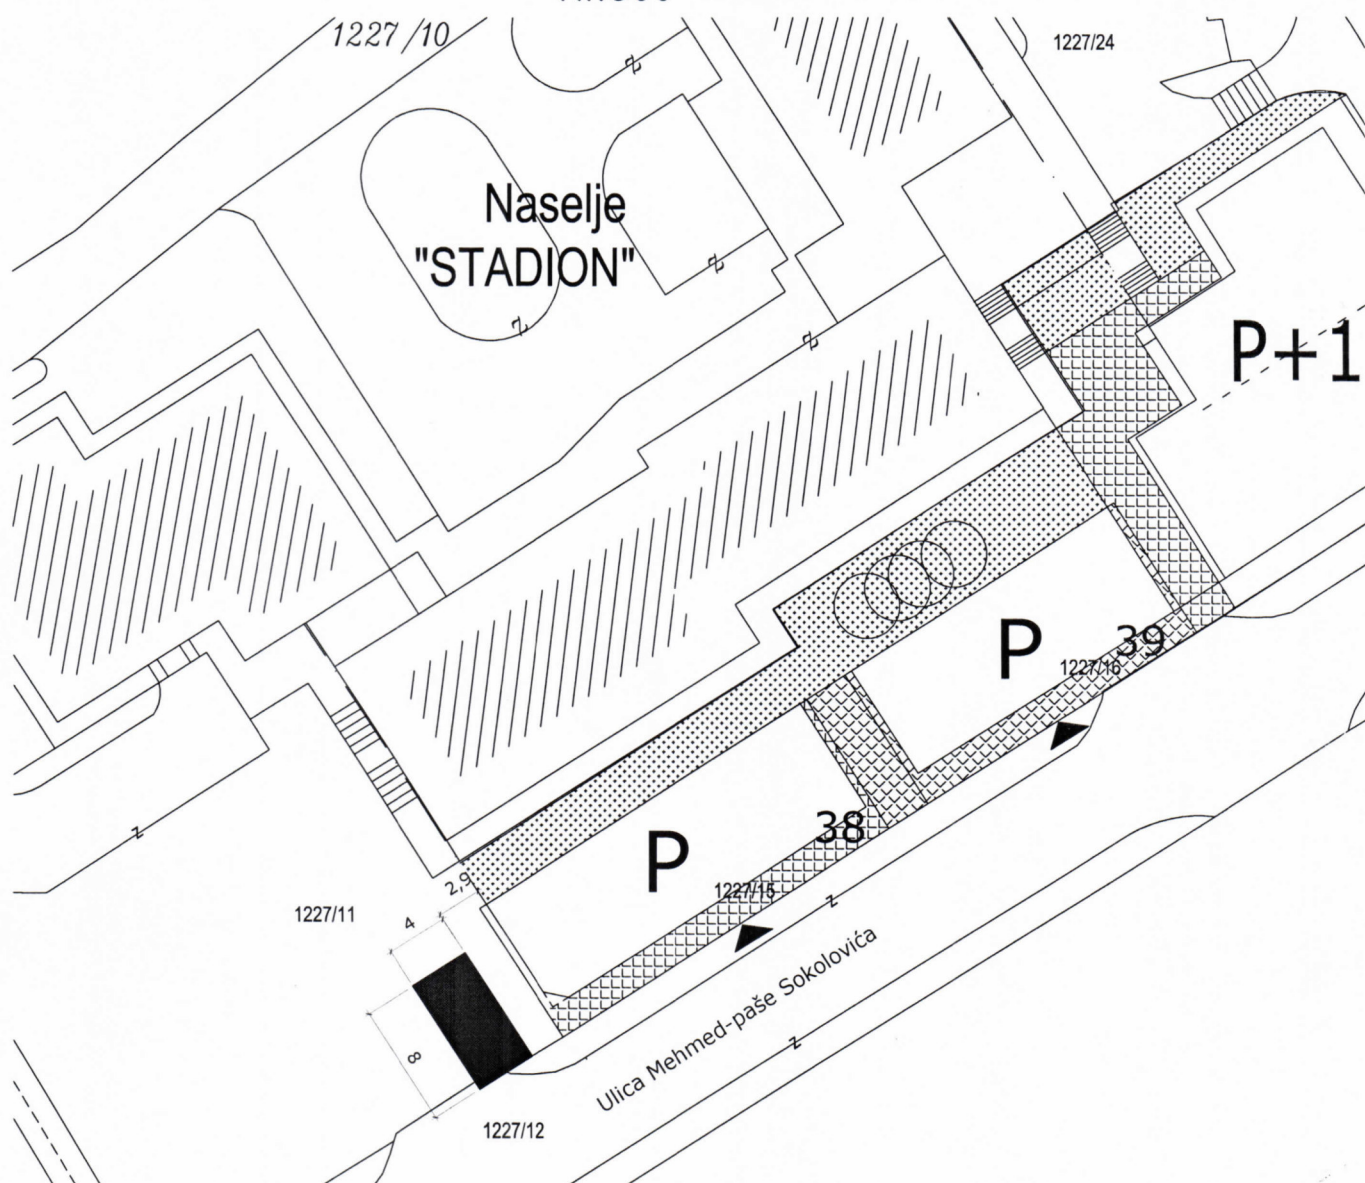 1227/10
1227/24
Naselje
"STADION"
P+1
P
39
1227/16
38
P
1227/15
2,9
1227/11
4
8
Ulica Mehmed-paše Sokolovića
1227/12
z
z
z
z
z
z
z